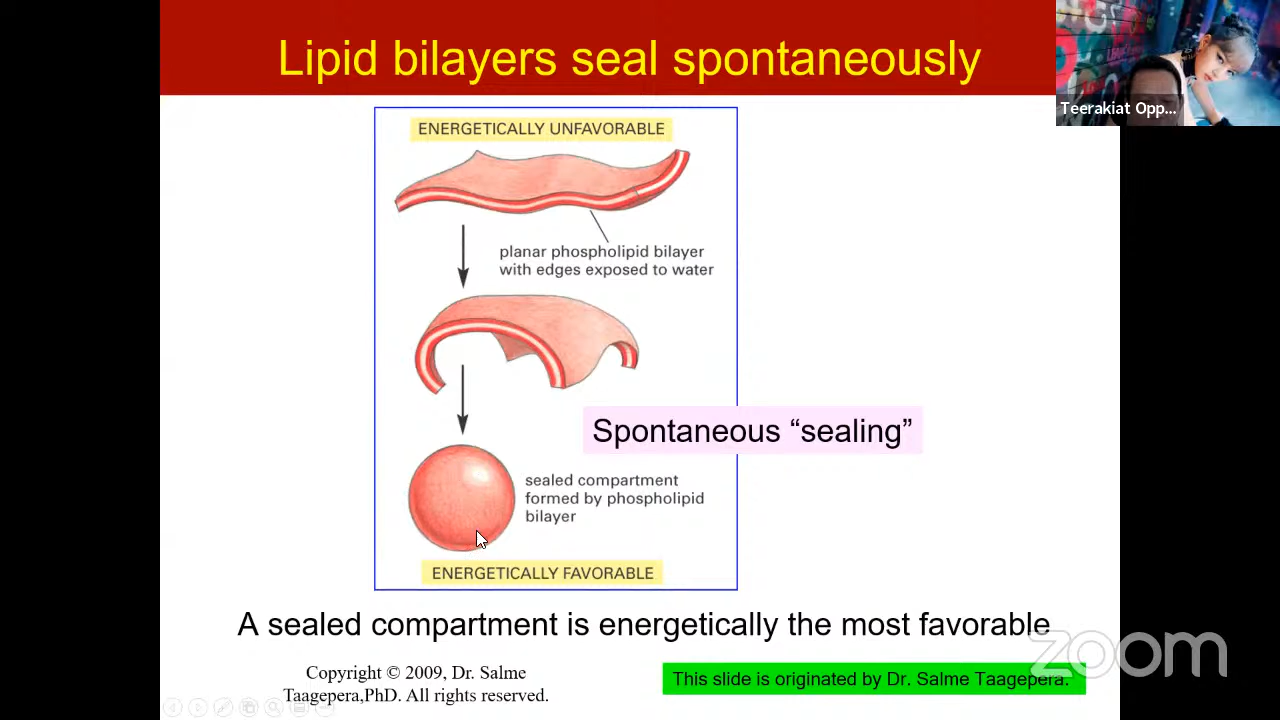 Lipid bilayers seal spontaneously
Teerakiat Opp...
ENERGETICALLY UNFAVORABLE
planar phospholipid bilayer
with edges exposed to water
Spontaneous “sealing”
sealed compartment
formed by phospholipid
bilayer
ENERGETICALLY FAVORABLE
A sealed compartment is energetically the most favorable
Copyright © 2009, Dr. Salme
Taagepera,PhD. All rights reserved.
This slide is originated by Dr. Salme Taagepera.
zoom